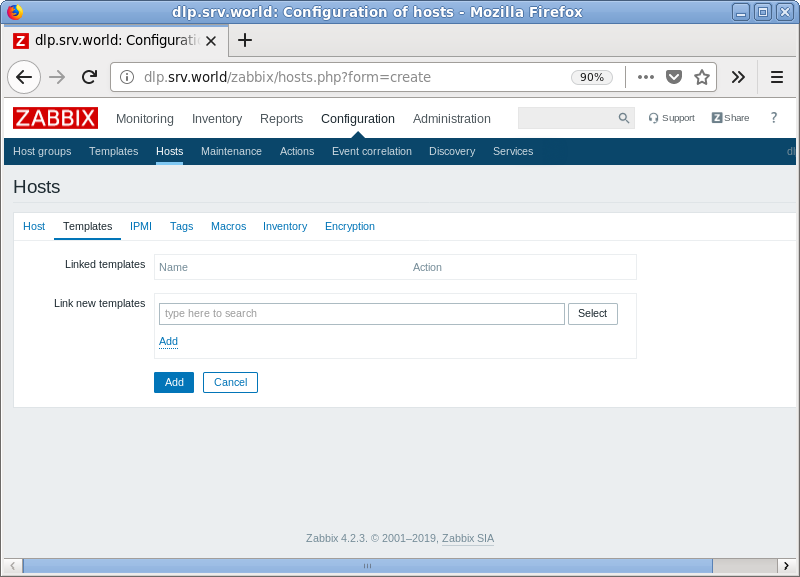 dlp.srv.world: Configuration of hosts - Mozilla Firefox
dlp.srv.world: Configurati
dlp.srv.world/zabbix/hosts.php?form=create 90%
ZABBIX Monitoring Inventory Reports Configuration Administration Z Support Share ?
Host groups Templates Hosts Maintenance Actions Event correlation Discovery Services dl
Hosts
Host Templates IPMI Tags Macros Inventory Encryption
Linked templates Name Action
Link new templates
type here to search Select
Add
Add Cancel
Zabbix 4.2.3. © 2001–2019, Zabbix SIA